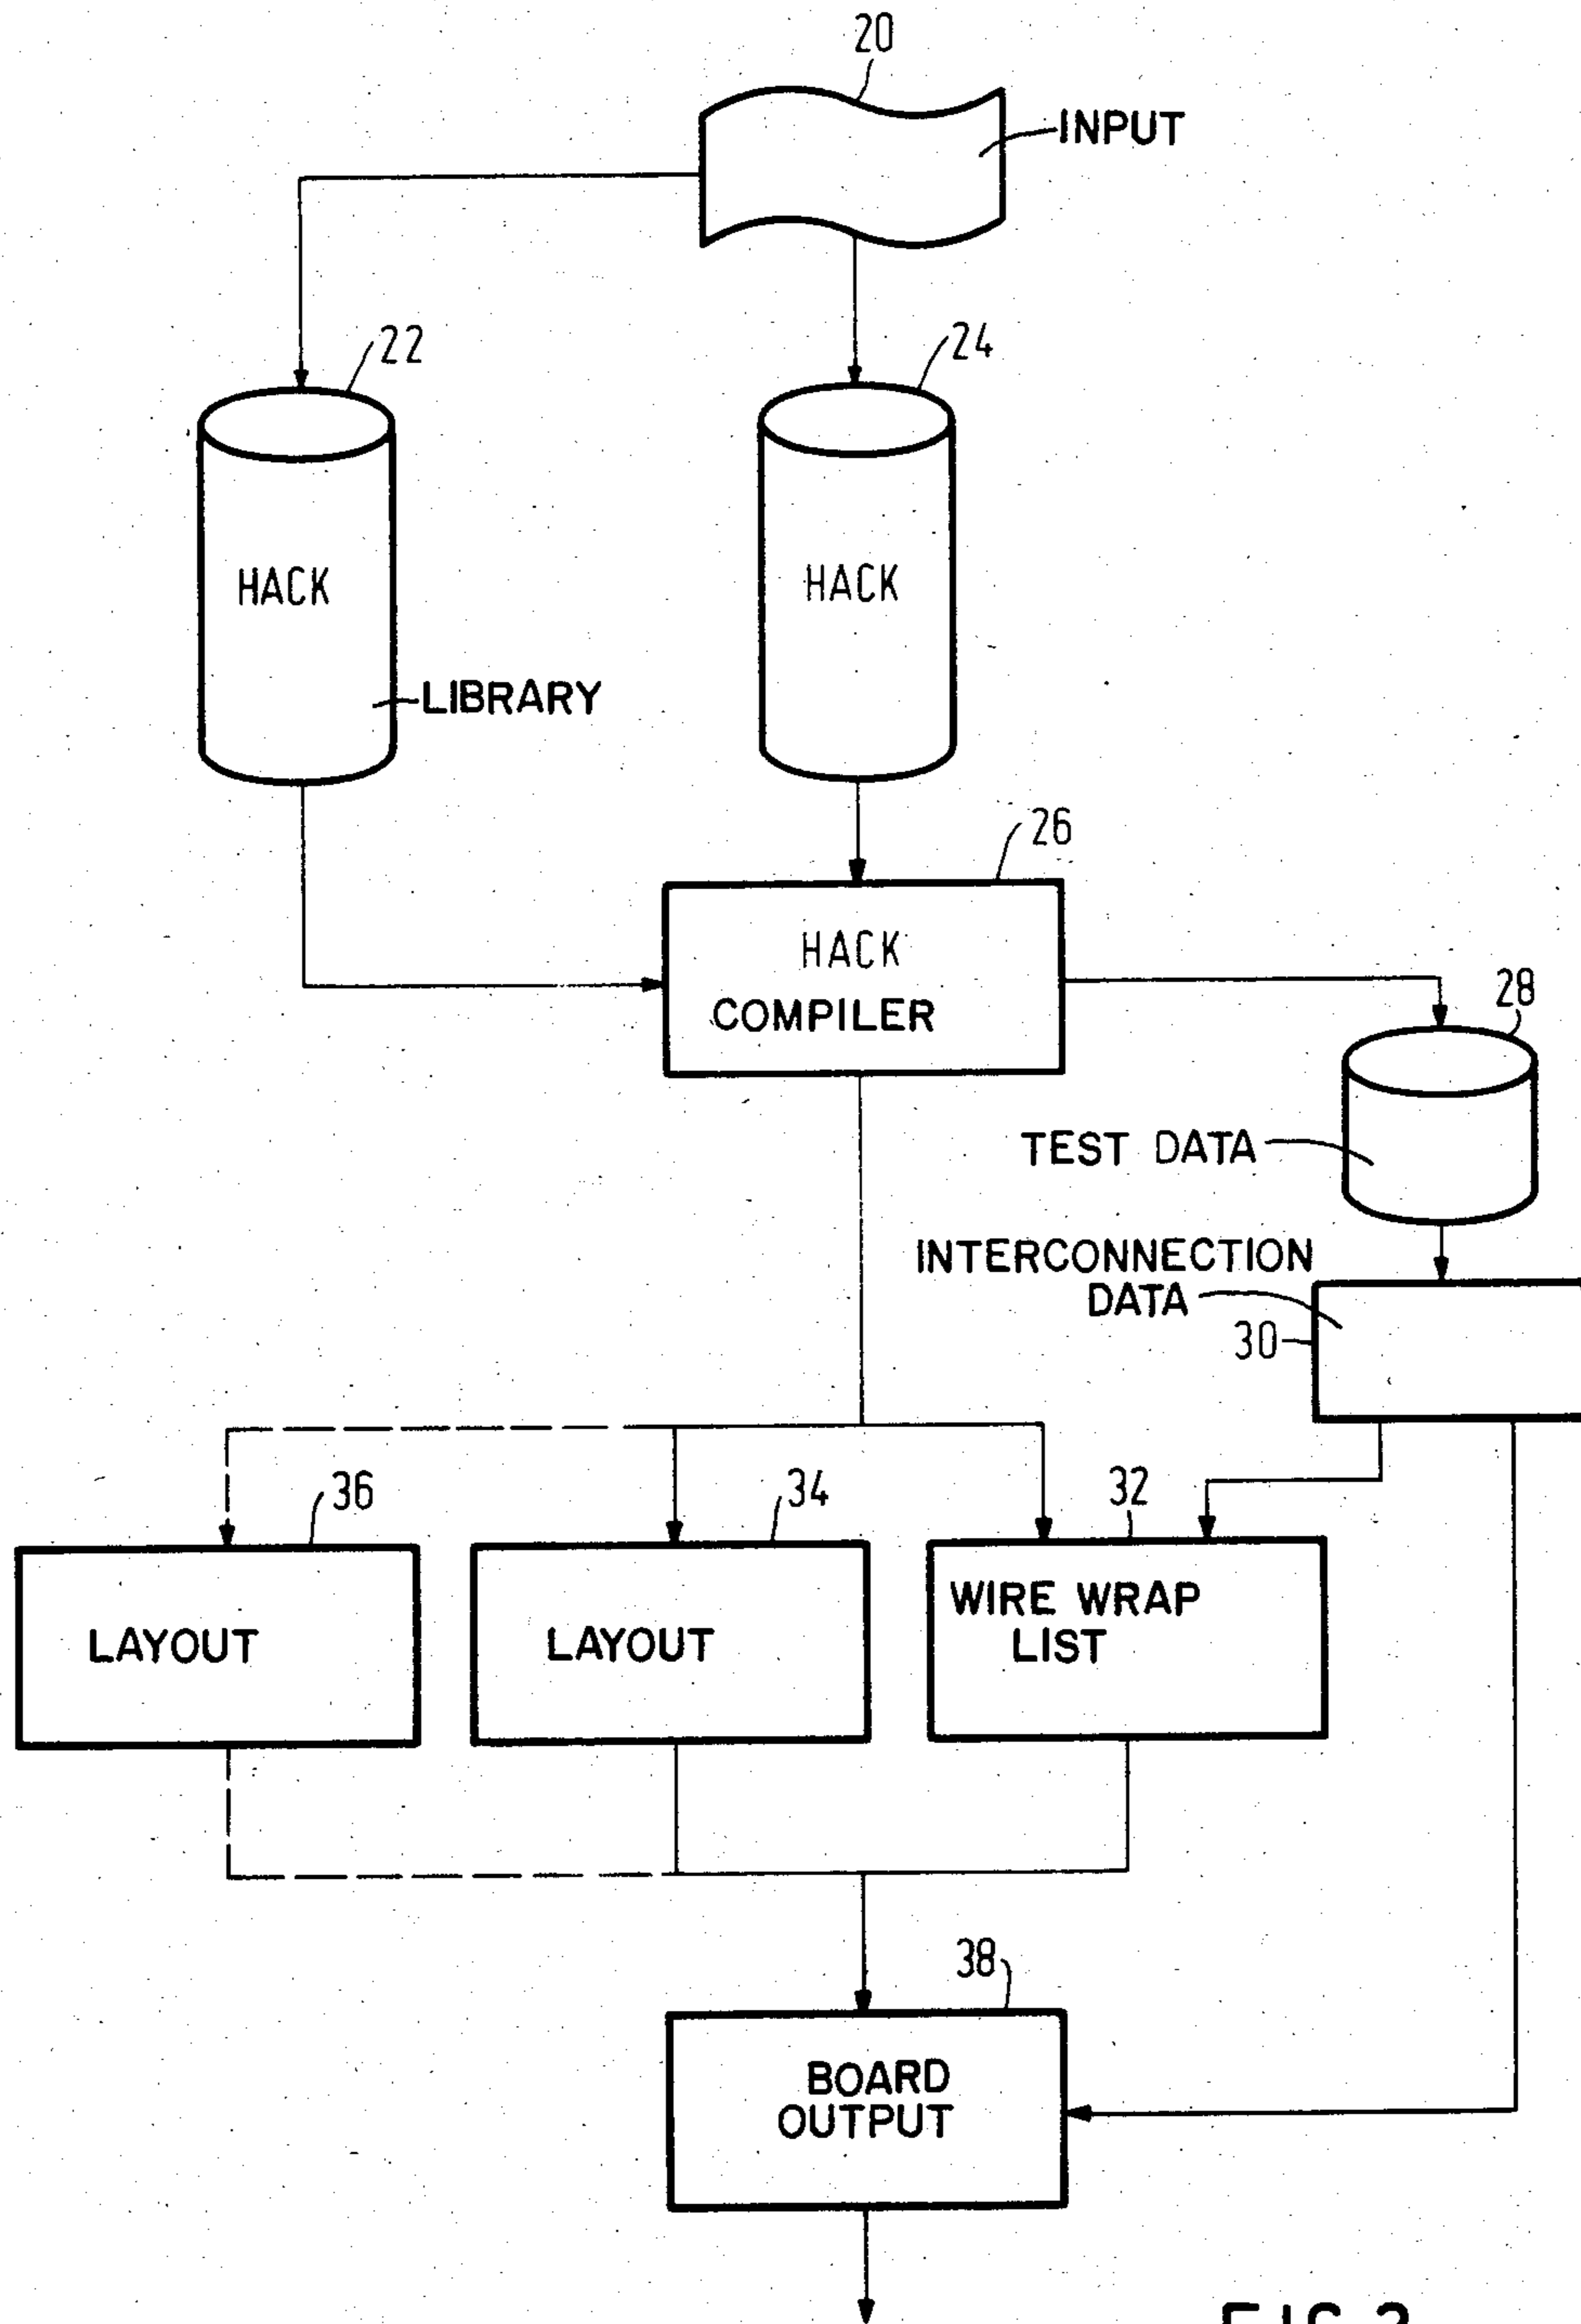 20
INPUT
22
24
HACK
HACK
LIBRARY
26
HACK
COMPILER
28
TEST DATA
INTERCONNECTION
DATA
30
36
34
32
LAYOUT
LAYOUT
WIRE WRAP
LIST
38
BOARD
OUTPUT